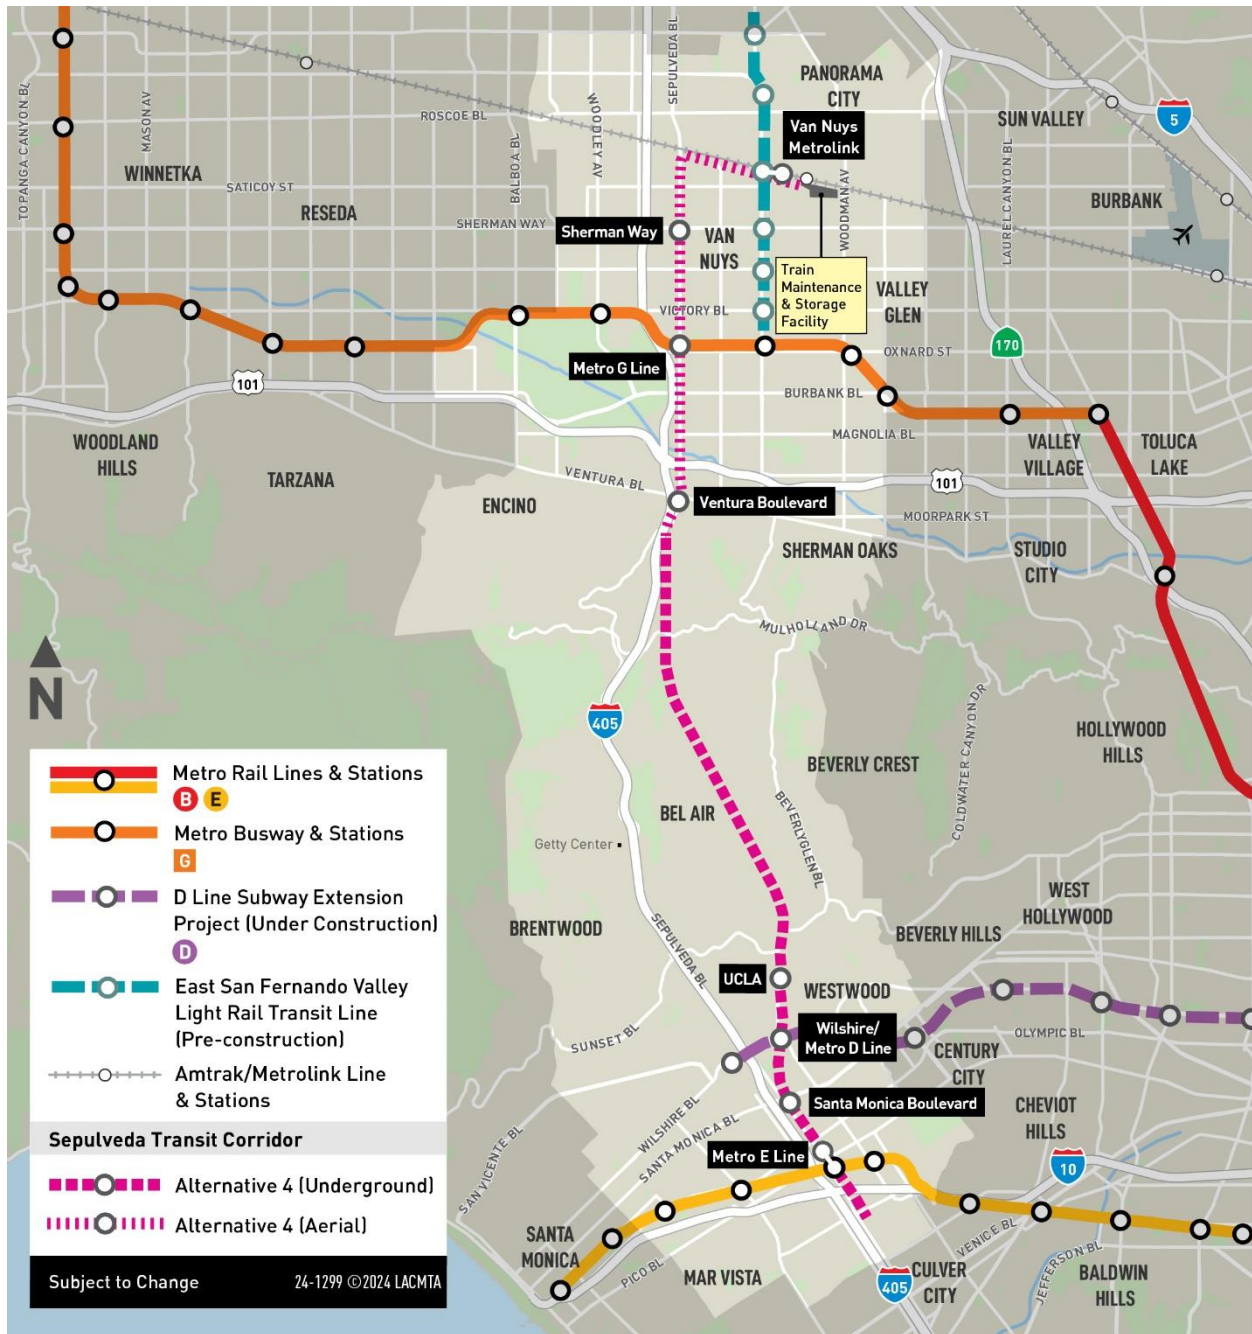 TOPANGA CANYON BL
MASON AV
WINNETKA
SATICOY ST
RESEDA
ROSCOE BL
BALBOA BL
SHERMAN WAY
WOODLEY AV
SEPULVEDA BL
PANORAMA
CITY
Van Nuys
Metrolink
SUN VALLEY
5
LAUREL CANYON BL
BURBANK
WOODMAN AV
Sherman Way
VAN
NUYS
Train
Maintenance
& Storage
Facility
VALLEY
GLEN
VICTORY BL
170
OXNARD ST
Metro G Line
101
BURBANK BL
MAGNOLIA BL
WOODLAND
HILLS
TARZANA
VENTURA BL
ENCINO
VALLEY
VILLAGE
TOLUCA
LAKE
101
Ventura Boulevard
MOORPARK ST
SHERMAN OAKS
STUDIO
CITY
MULHOLLAND DR
N
405
COLDWATER CANYON DR
HOLLYWOOD
HILLS
BEVERLY CREST
BEL AIR
BEVERLY GLEN BL
Getty Center
WEST
HOLLYWOOD
BRENTWOOD
SEPULVEDA BL
BEVERLY HILLS
UCLA
WESTWOOD
SUNSET BL
Wilshire/
Metro D Line
OLYMPIC BL
CENTURY
CITY
Santa Monica Boulevard
CHEVIOT
HILLS
WILSHIRE BL
SANTA MONICA BL
SAN VICENTE BL
Metro E Line
10
SANTA
MONICA
PICO BL
MAR VISTA
VENICE BL
JEFFERSON BL
405
CULVER
CITY
BALDWIN
HILLS
Metro Rail Lines & Stations
B E
Metro Busway & Stations
G
D Line Subway Extension
Project (Under Construction)
D
East San Fernando Valley
Light Rail Transit Line
(Pre-construction)
Amtrak/Metrolink Line
& Stations
Sepulveda Transit Corridor
Alternative 4 (Underground)
Alternative 4 (Aerial)
Subject to Change
24-1299 ©2024 LACMTA